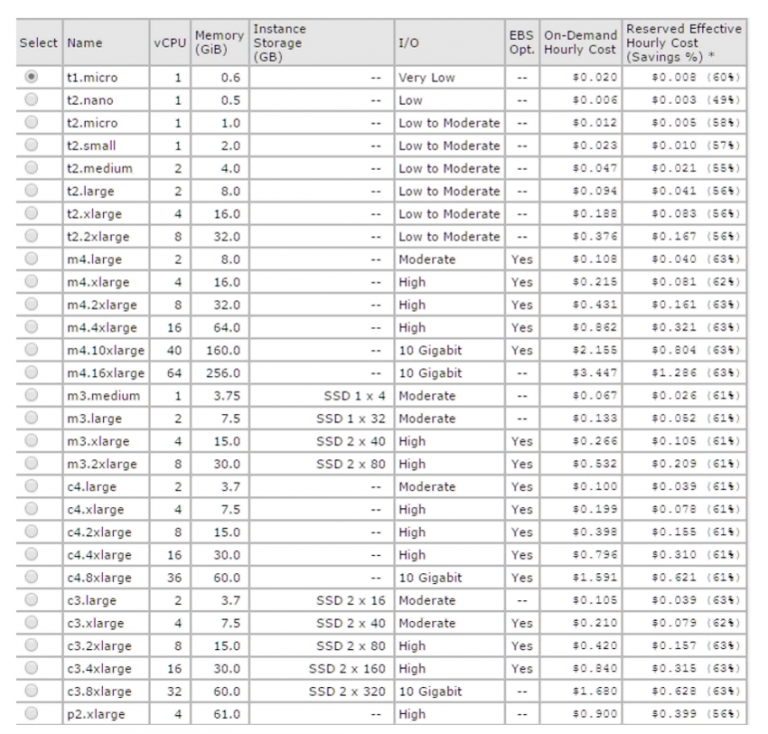 Select Name vCPU Memory (GiB) Instance Storage (GB) I/O EBS Opt. On-Demand Hourly Cost Reserved Effective Hourly Cost (Savings %) *
t1.micro 1 0.6 -- Very Low -- $0.020 $0.008 (60%)
t2.nano 1 0.5 -- Low -- $0.006 $0.003 (49%)
t2.micro 1 1.0 -- Low to Moderate -- $0.012 $0.005 (58%)
t2.small 1 2.0 -- Low to Moderate -- $0.023 $0.010 (57%)
t2.medium 2 4.0 -- Low to Moderate -- $0.047 $0.021 (55%)
t2.large 2 8.0 -- Low to Moderate -- $0.094 $0.041 (56%)
t2.xlarge 4 16.0 -- Low to Moderate -- $0.188 $0.083 (56%)
t2.2xlarge 8 32.0 -- Low to Moderate -- $0.376 $0.167 (56%)
m4.large 2 8.0 -- Moderate Yes $0.108 $0.040 (63%)
m4.xlarge 4 16.0 -- High Yes $0.215 $0.081 (62%)
m4.2xlarge 8 32.0 -- High Yes $0.431 $0.161 (63%)
m4.4xlarge 16 64.0 -- High Yes $0.862 $0.321 (63%)
m4.10xlarge 40 160.0 -- 10 Gigabit Yes $2.155 $0.804 (63%)
m4.16xlarge 64 256.0 -- 10 Gigabit -- $3.447 $1.286 (63%)
m3.medium 1 3.75 SSD 1 x 4 Moderate -- $0.067 $0.026 (61%)
m3.large 2 7.5 SSD 1 x 32 Moderate -- $0.133 $0.052 (61%)
m3.xlarge 4 15.0 SSD 2 x 40 High Yes $0.266 $0.105 (61%)
m3.2xlarge 8 30.0 SSD 2 x 80 High Yes $0.532 $0.209 (61%)
c4.large 2 3.7 -- Moderate Yes $0.100 $0.039 (61%)
c4.xlarge 4 7.5 -- High Yes $0.199 $0.078 (61%)
c4.2xlarge 8 15.0 -- High Yes $0.398 $0.155 (61%)
c4.4xlarge 16 30.0 -- High Yes $0.796 $0.310 (61%)
c4.8xlarge 36 60.0 -- 10 Gigabit Yes $1.591 $0.621 (61%)
c3.large 2 3.7 SSD 2 x 16 Moderate -- $0.105 $0.039 (63%)
c3.xlarge 4 7.5 SSD 2 x 40 Moderate Yes $0.210 $0.079 (62%)
c3.2xlarge 8 15.0 SSD 2 x 80 High Yes $0.420 $0.157 (63%)
c3.4xlarge 16 30.0 SSD 2 x 160 High Yes $0.840 $0.315 (63%)
c3.8xlarge 32 60.0 SSD 2 x 320 10 Gigabit -- $1.680 $0.628 (63%)
p2.xlarge 4 61.0 -- High -- $0.900 $0.399 (56%)